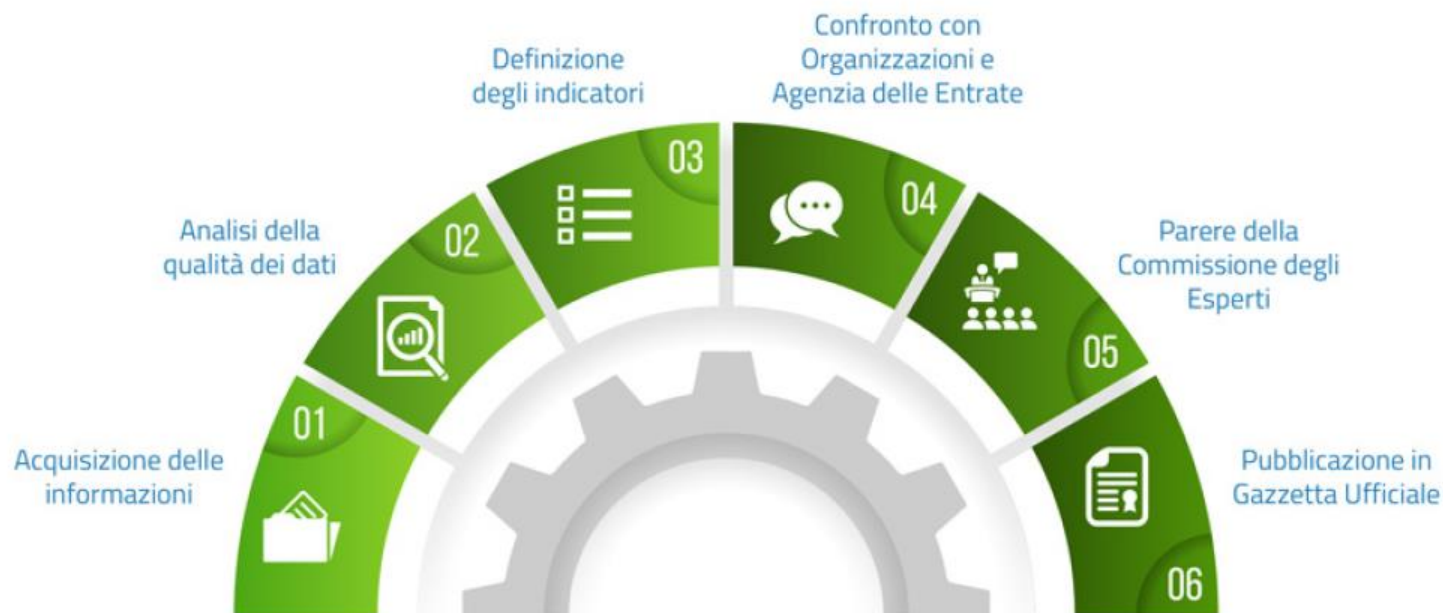 01
Acquisizione delle
informazioni
02
Analisi della
qualità dei dati
03
Definizione
degli indicatori
04
Confronto con
Organizzazioni e
Agenzia delle Entrate
05
Parere della
Commissione degli
Esperti
06
Pubblicazione in
Gazzetta Ufficiale